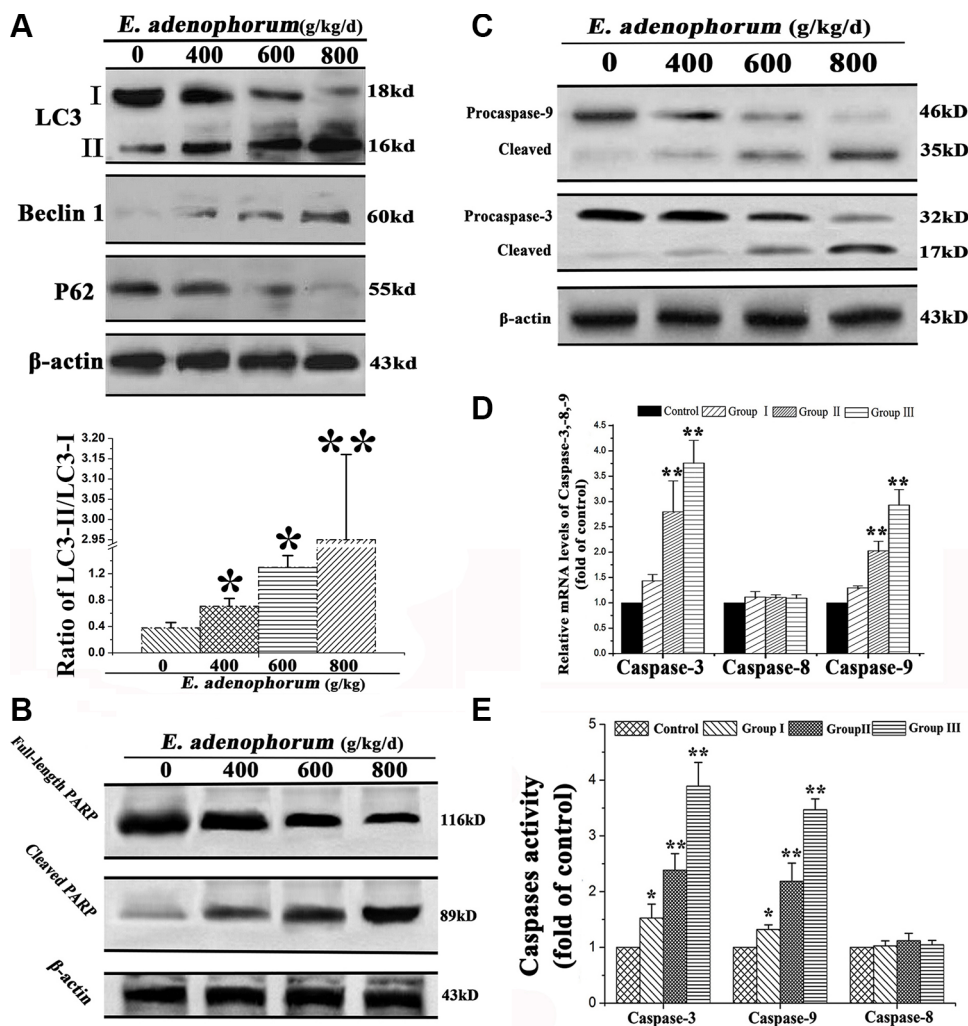 A
E. adenophorum(g/kg/d)
0 400 600 800
LC3
I
18kd
II
16kd
Beclin 1
60kd
P62
55kd
β-actin
43kd
Ratio of LC3-II/LC3-I
3.20
3.15
3.10
3.05
3.00
2.95
1.2
0.8
0.4
0.0
* * **
0 400 600 800
E. adenophorum (g/kg)
B
E. adenophorum (g/kg/d)
0 400 600 800
Full-length PARP
116kD
Cleaved PARP
89kD
β-actin
43kD
C
E. adenophorum (g/kg/d)
0 400 600 800
Procaspase-9
46kD
Cleaved
35kD
Procaspase-3
32kD
Cleaved
17kD
β-actin
43kD
D
Control Group I Group II Group III
Relative mRNA levels of Caspase-3,-8,-9
(fold of control)
4.5
4.0
3.5
3.0
2.5
2.0
1.5
1.0
0.5
0.0
** ** ** **
Caspase-3 Caspase-8 Caspase-9
E
Control Group I GroupII Group III
Caspases activity
(fold of control)
5
4
3
2
1
0
* ** ** * ** **
Caspase-3 Caspase-9 Caspase-8